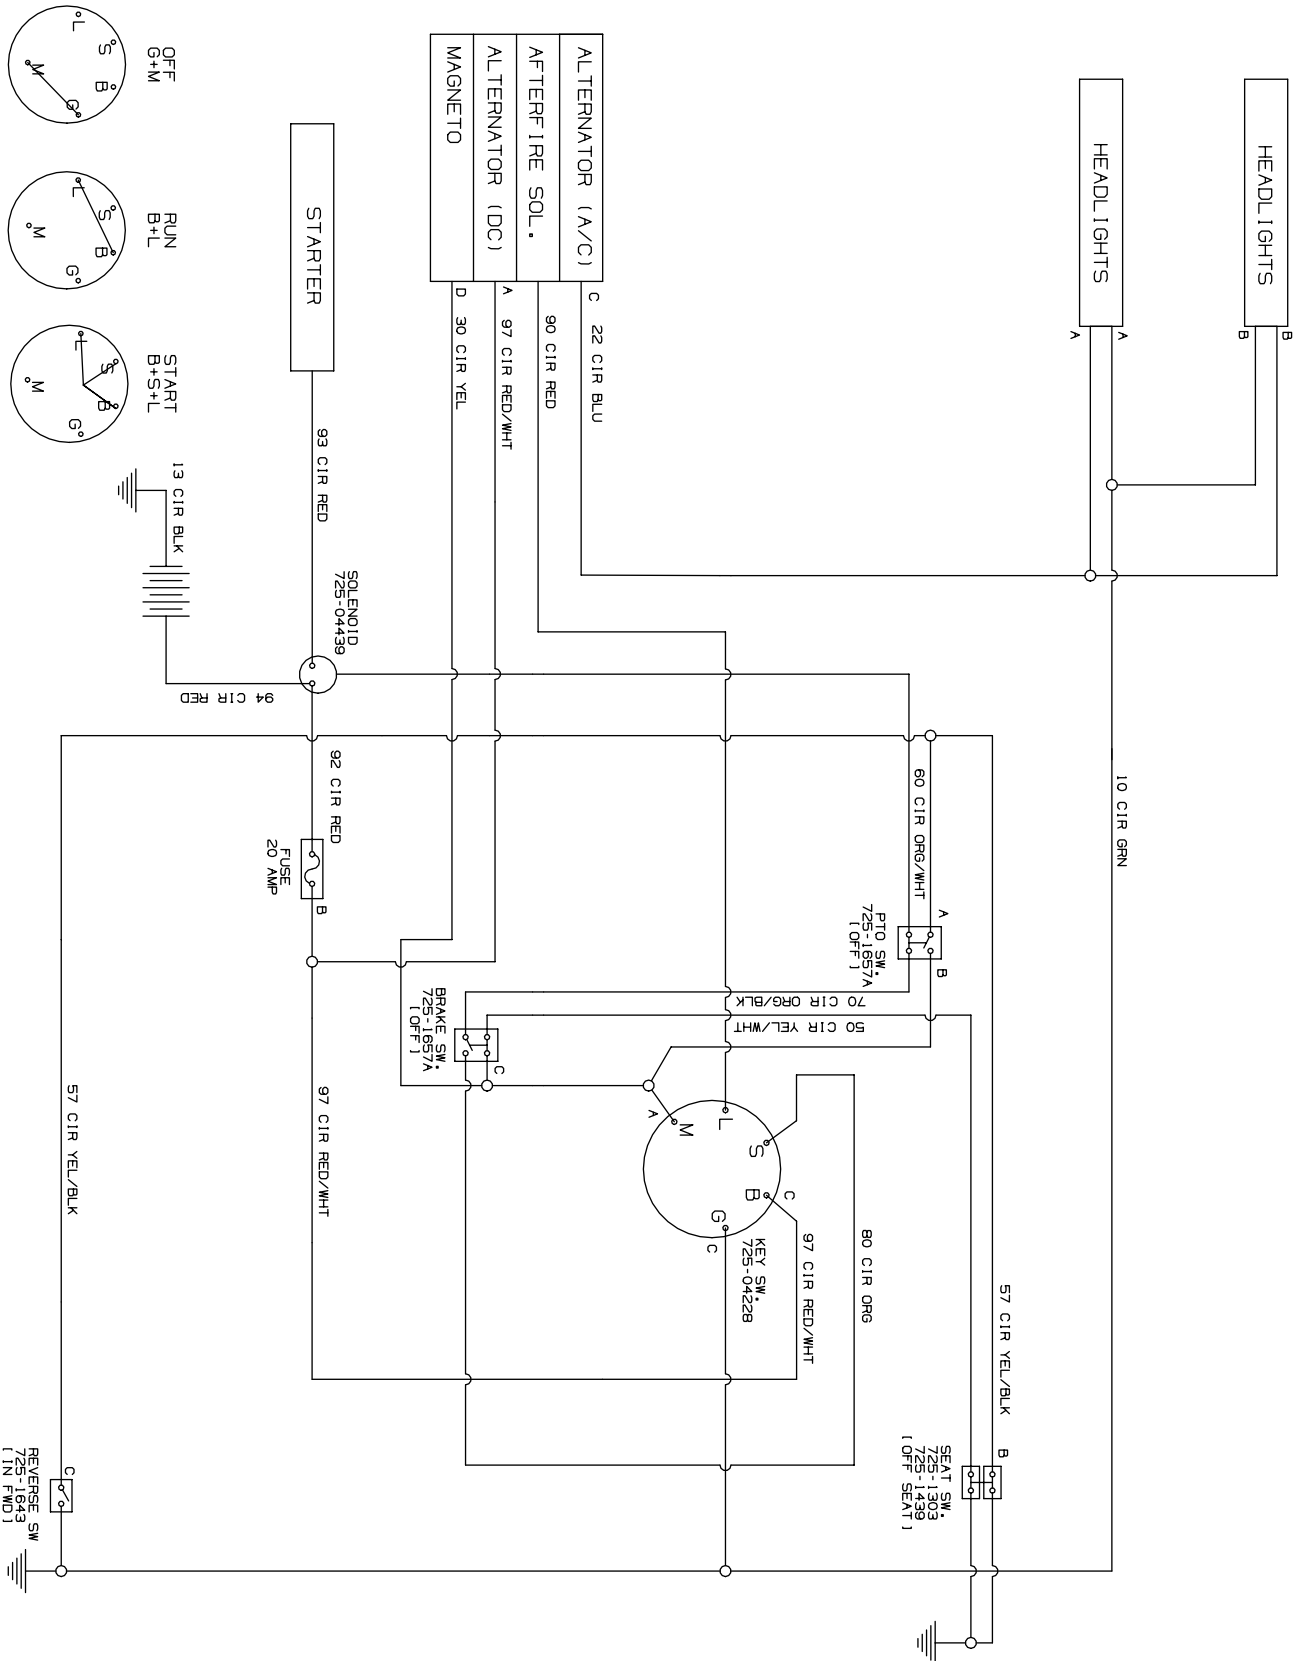 HEADLIGHTS
B
B
HEADLIGHTS
A
A
10 CIR GRN
ALTERNATOR (A/C)
C
22 CIR BLU
AFTERFIRE SOL.
90 CIR RED
ALTERNATOR (DC)
A
97 CIR RED/WHT
MAGNETO
D
30 CIR YEL
STARTER
93 CIR RED
SOLENOID
725-04439
94 CIR RED
13 CIR BLK
92 CIR RED
FUSE
20 AMP
B
97 CIR RED/WHT
60 CIR ORG/WHT
A
B
PTO SW.
725-1657A
[OFF]
70 CIR ORG/BLK
50 CIR YEL/WHT
BRAKE SW.
725-1657A
[OFF]
C
A
M
L
S
B
C
G
C
KEY SW.
725-04228
97 CIR RED/WHT
80 CIR ORG
57 CIR YEL/BLK
B
SEAT SW.
725-1303
725-1439
[OFF SEAT]
57 CIR YEL/BLK
C
REVERSE SW
725-1643
[IN FWD]
OFF
G+M
L
S
B
M
G
RUN
B+L
L
S
B
M
G
START
B+S+L
L
S
B
M
G